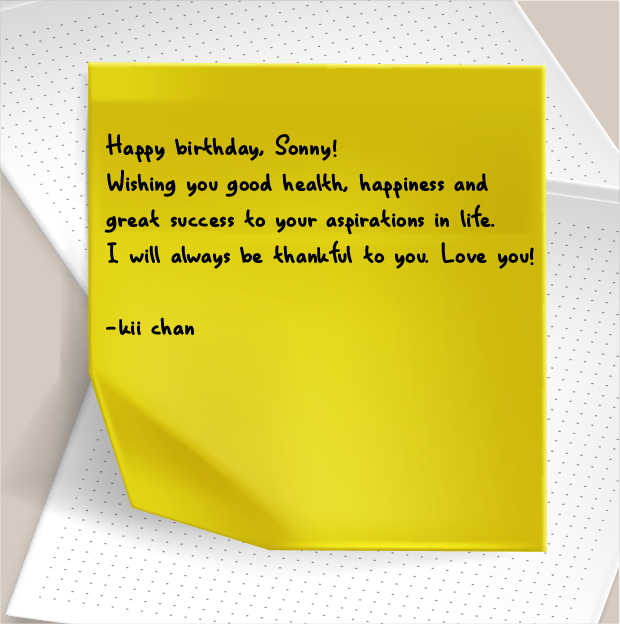 Happy birthday, Sonny!
Wishing you good health, happiness and
great success to your aspirations in life.
I will always be thankful to you. Love you!
-kii chan